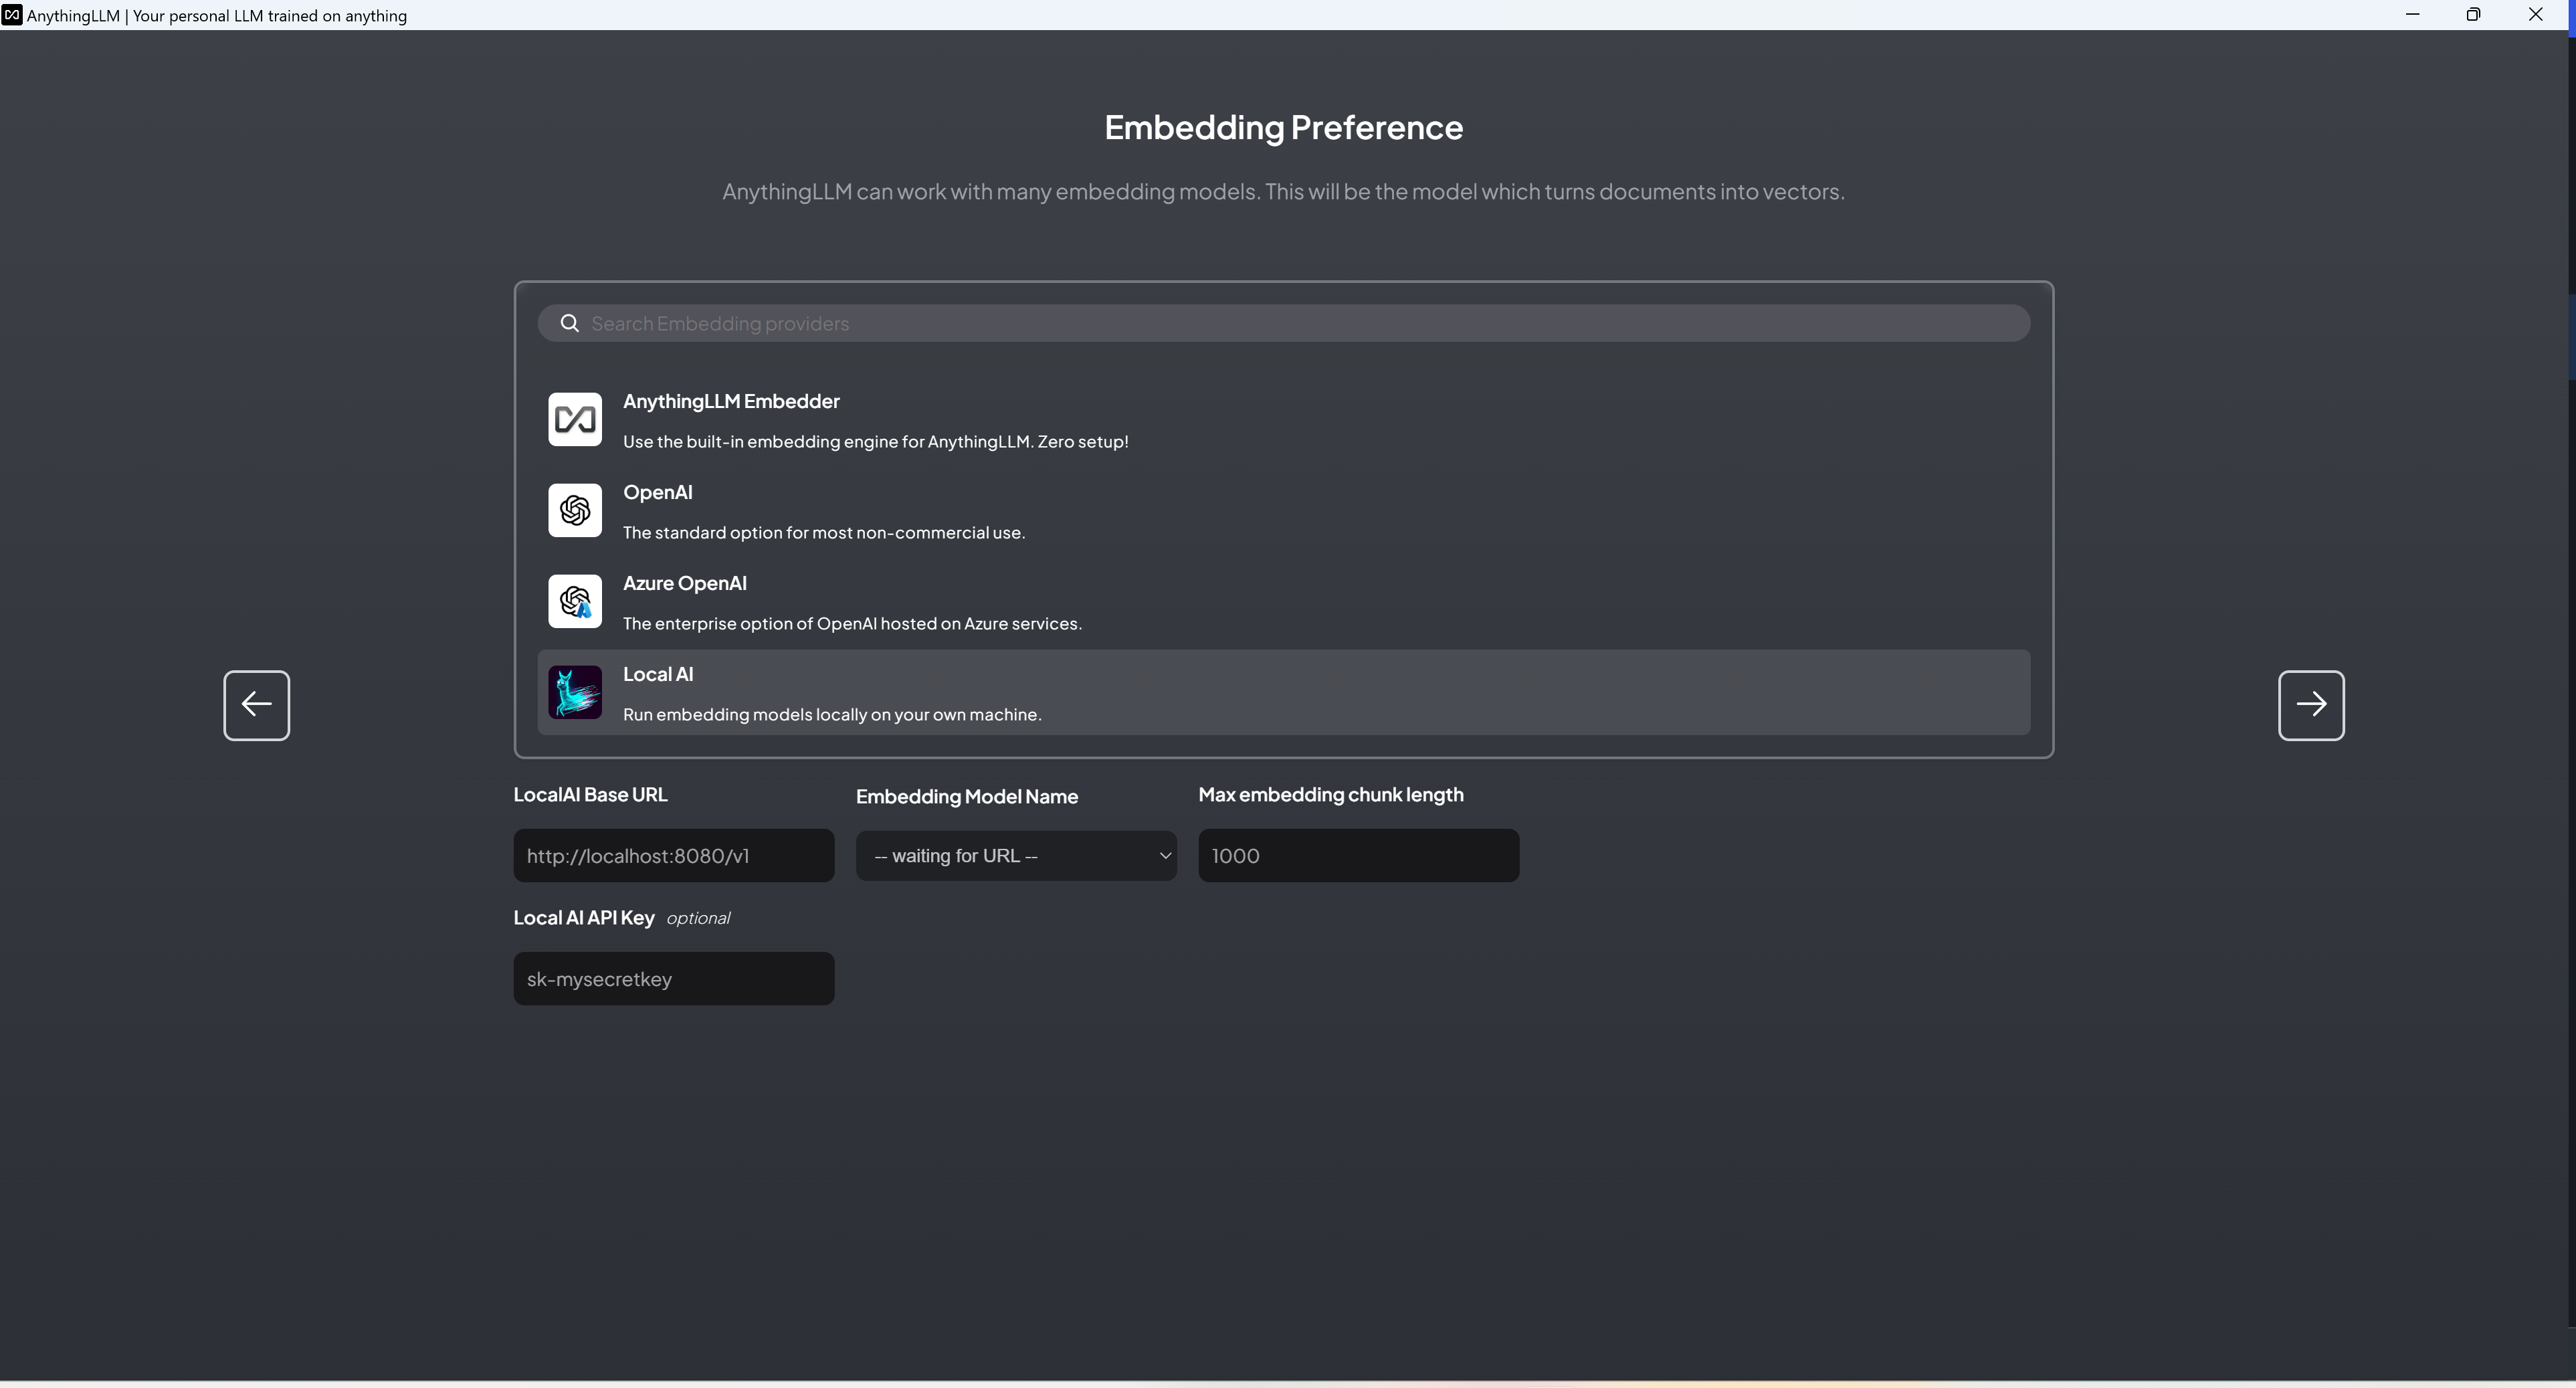 AnythingLLM | Your personal LLM trained on anything
Embedding Preference
AnythingLLM can work with many embedding models. This will be the model which turns documents into vectors.
Search Embedding providers
AnythingLLM Embedder
Use the built-in embedding engine for AnythingLLM. Zero setup!
OpenAI
The standard option for most non-commercial use.
Azure OpenAI
The enterprise option of OpenAI hosted on Azure services.
Local AI
Run embedding models locally on your own machine.
LocalAI Base URL
http://localhost:8080/v1
Embedding Model Name
-- waiting for URL --
Max embedding chunk length
1000
Local AI API Key optional
sk-mysecretkey